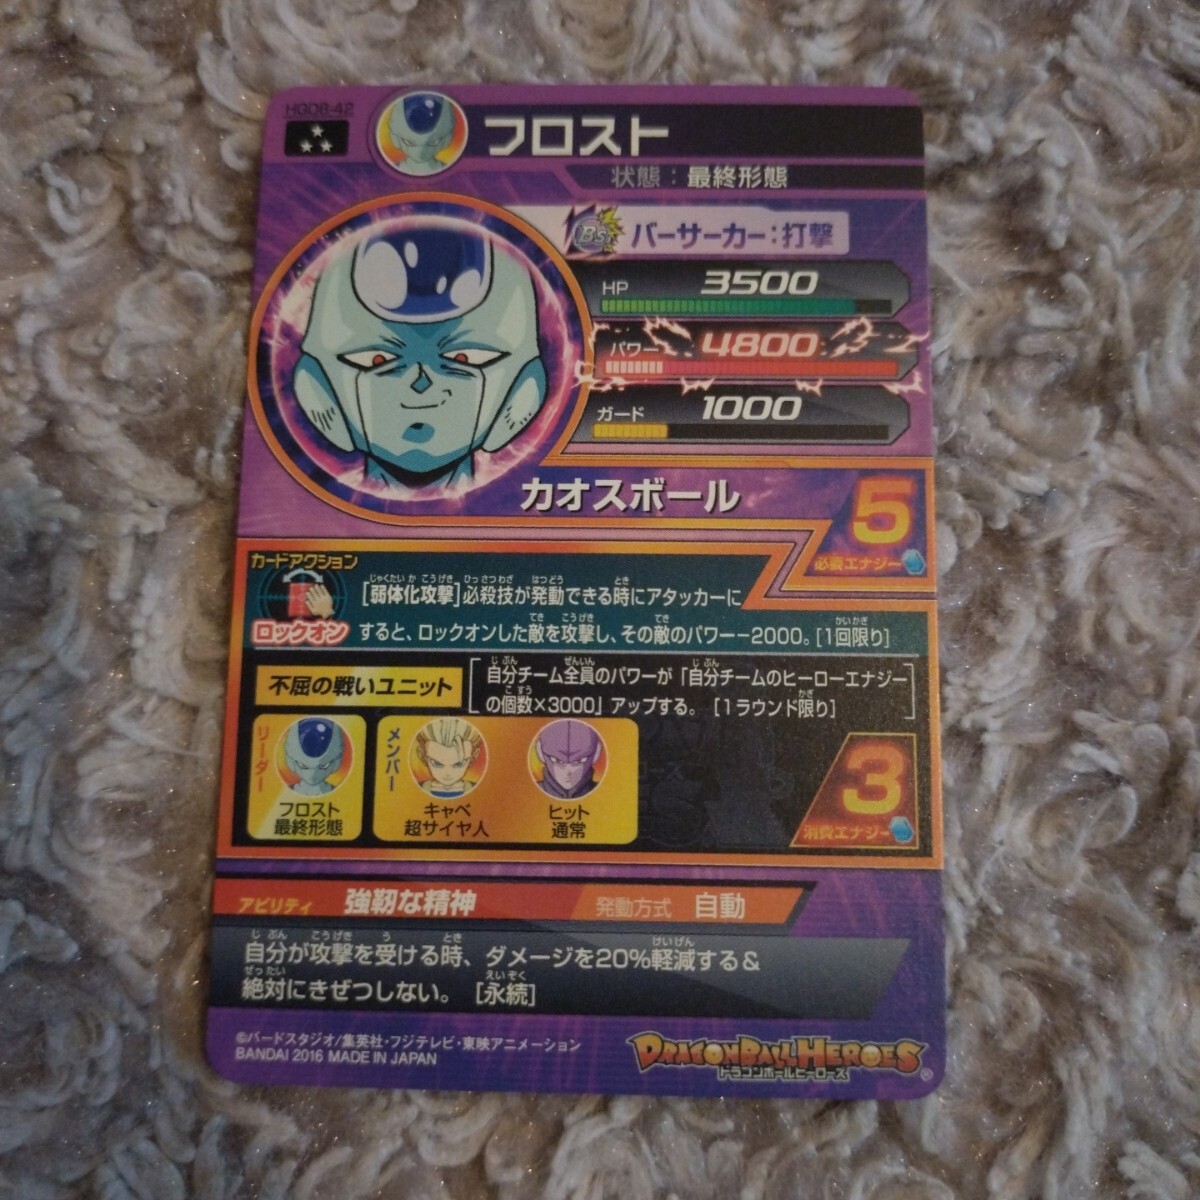 HGD8-42
フロスト
状態：最終形態
BS
バーサーカー：打撃
HP 3500
パワー 4800
ガード 1000
カオスボール
5
必要エナジー
カードアクション
ロックオン
[弱体化攻撃]必殺技が発動できる時にアタッカーに
すると、ロックオンした敵を攻撃し、その敵のパワー−2000。[1回限り]
不屈の戦いユニット
自分チーム全員のパワーが「自分チームのヒーローエナジー
の個数×3000」アップする。［1ラウンド限り］
リーダー
フロスト
最終形態
メンバー
キャベ
超サイヤ人
ヒット
通常
3
消費エナジー
アビリティ 強靭な精神 発動方式 自動
自分が攻撃を受ける時、ダメージを20%軽減する&
絶対にきぜつしない。［永続］
©バードスタジオ/集英社・フジテレビ・東映アニメーション
BANDAI 2016 MADE IN JAPAN
DRAGONBALL HEROES
ドラゴンボールヒーローズ